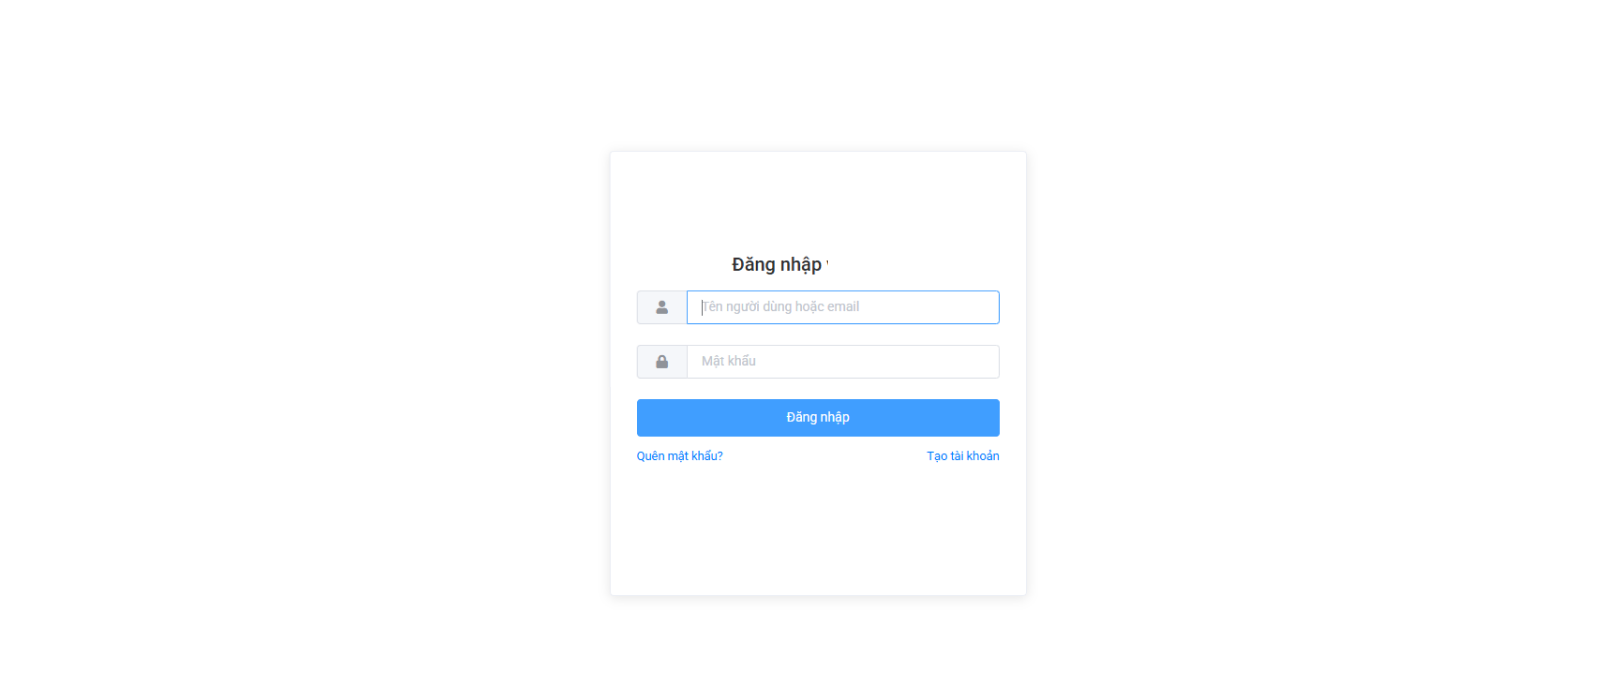 Đăng nhập
Tên người dùng hoặc email
Mật khẩu
Đăng nhập
Quên mật khẩu?
Tạo tài khoản